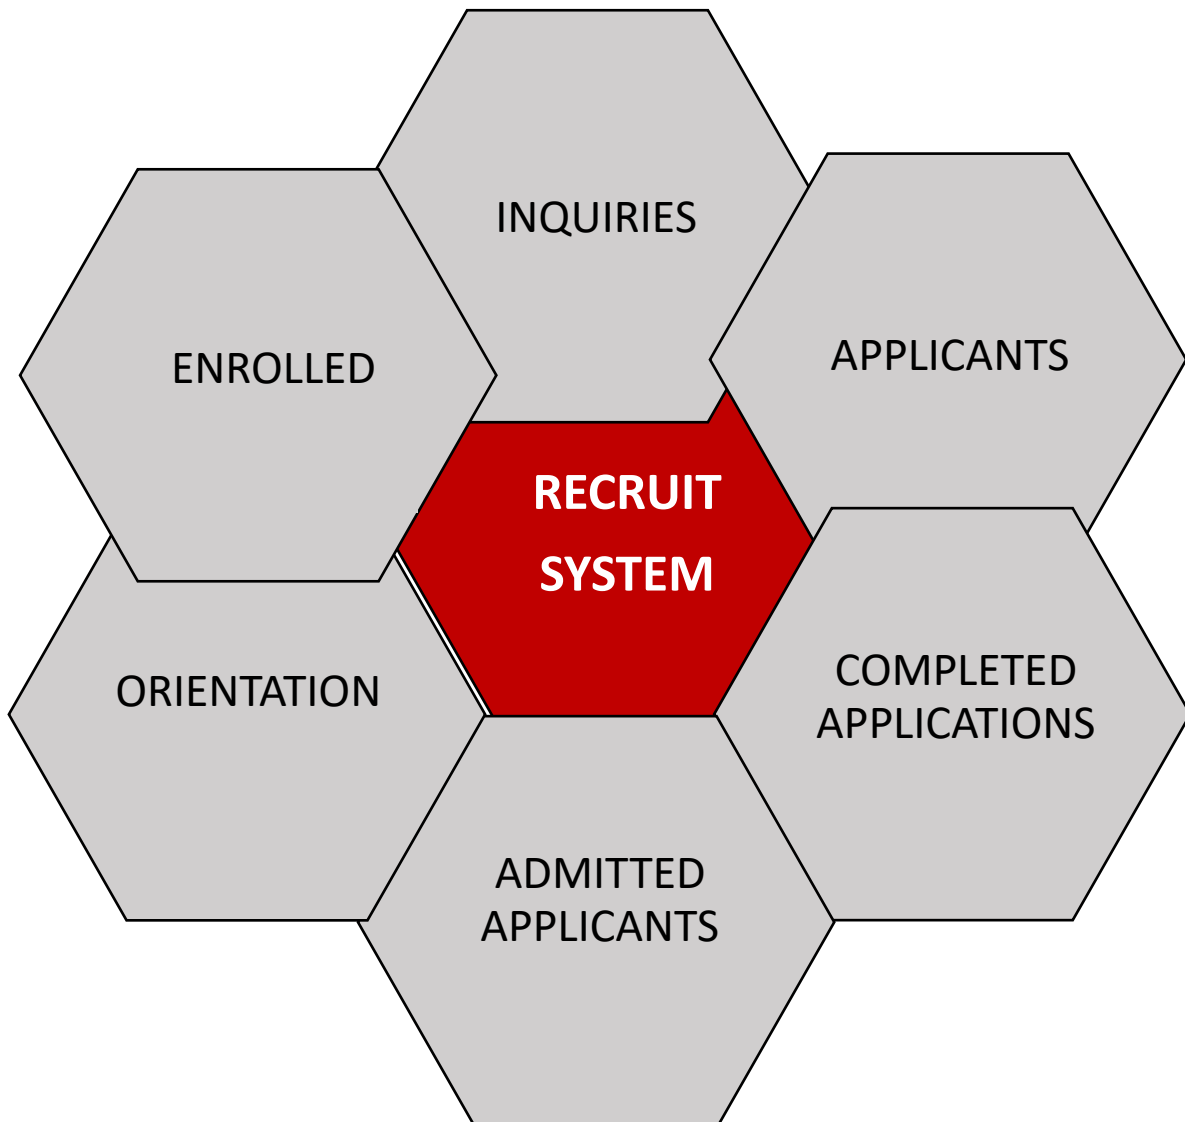 INQUIRIES
APPLICANTS
ENROLLED
RECRUIT
SYSTEM
COMPLETED
APPLICATIONS
ORIENTATION
ADMITTED
APPLICANTS